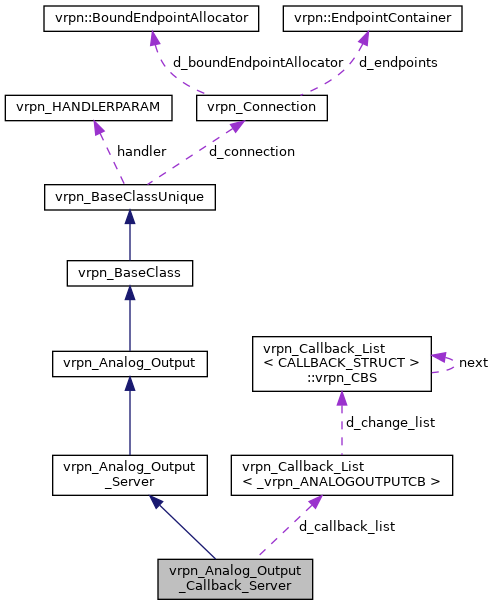 vrpn::BoundEndpointAllocator
vrpn::EndpointContainer
d_boundEndpointAllocator
d_endpoints
vrpn_HANDLERPARAM
vrpn_Connection
handler
d_connection
vrpn_BaseClassUnique
vrpn_BaseClass
vrpn_Analog_Output
vrpn_Callback_List
< CALLBACK_STRUCT >
::vrpn_CBS
next
d_change_list
vrpn_Analog_Output
_Server
vrpn_Callback_List
< _vrpn_ANALOGOUTPUTCB >
d_callback_list
vrpn_Analog_Output
_Callback_Server